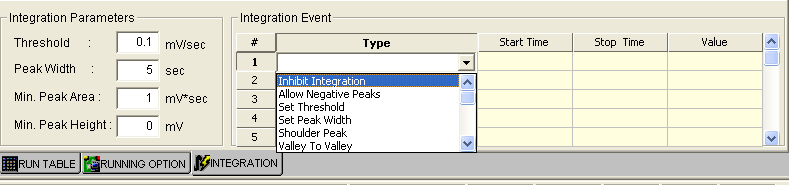 Integration Parameters
Threshold : 0.1 mV/sec
Peak Width : 5 sec
Min. Peak Area : 1 mV*sec
Min. Peak Height : 0 mV
Integration Event
# Type Start Time Stop Time Value
1
2 Inhibit Integration
Allow Negative Peaks
3 Set Threshold
4 Set Peak Width
Shoulder Peak
5 Valley To Valley
RUN TABLE RUNNING OPTION INTEGRATION